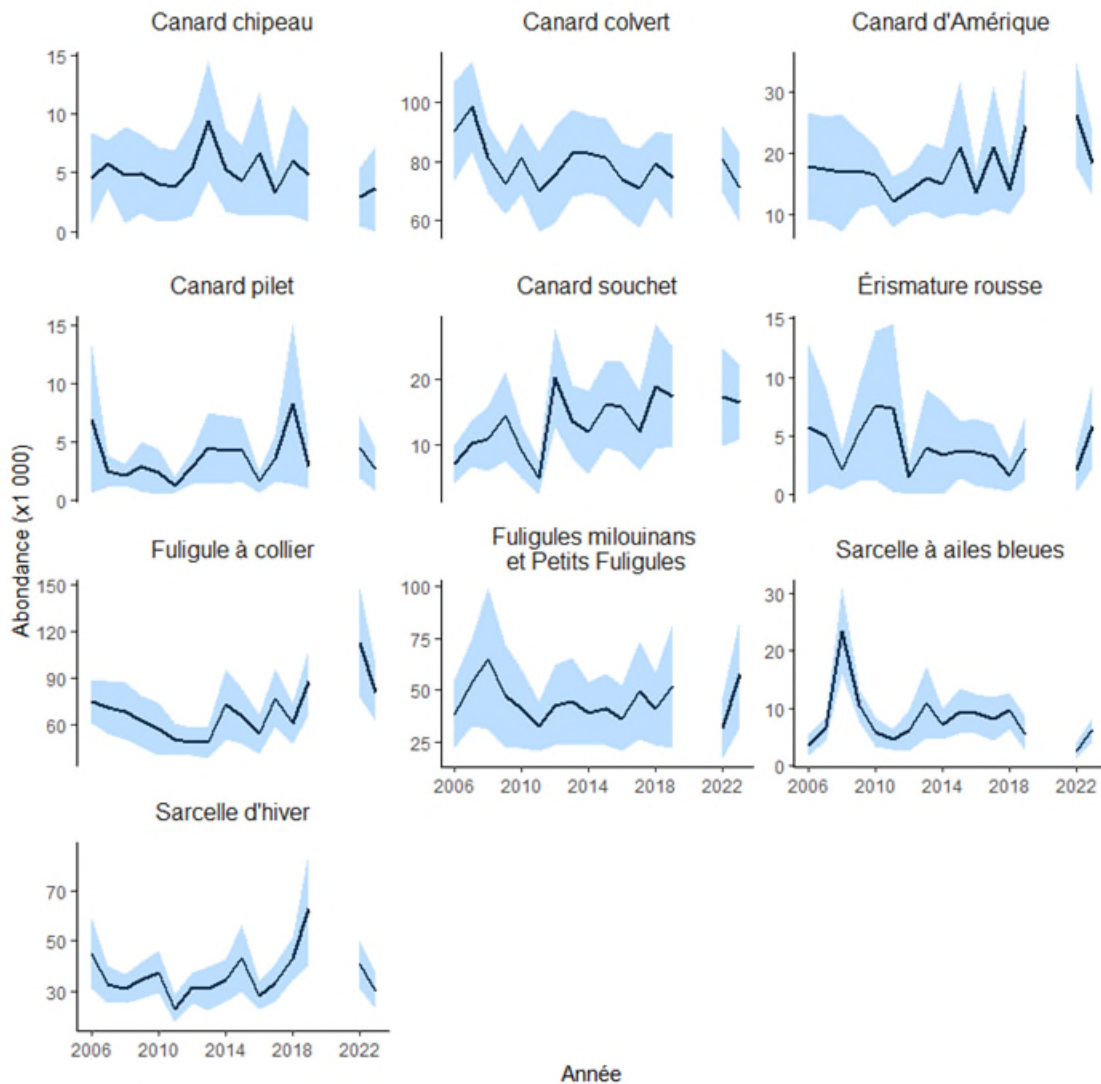 Canard chipeau
Canard colvert
Canard d'Amérique
15
10
5
0
100
80
60
30
20
10
Canard pilet
Canard souchet
Érismature rousse
15
10
5
0
20
10
15
10
5
0
Abondance (x1 000)
Fuligule à collier
Fuligules milouinans
et Petits Fuligules
Sarcelle à ailes bleues
150
120
90
60
100
75
50
25
30
20
10
0
2006 2010 2014 2018 2022
2006 2010 2014 2018 2022
Sarcelle d'hiver
70
50
30
2006 2010 2014 2018 2022
Année